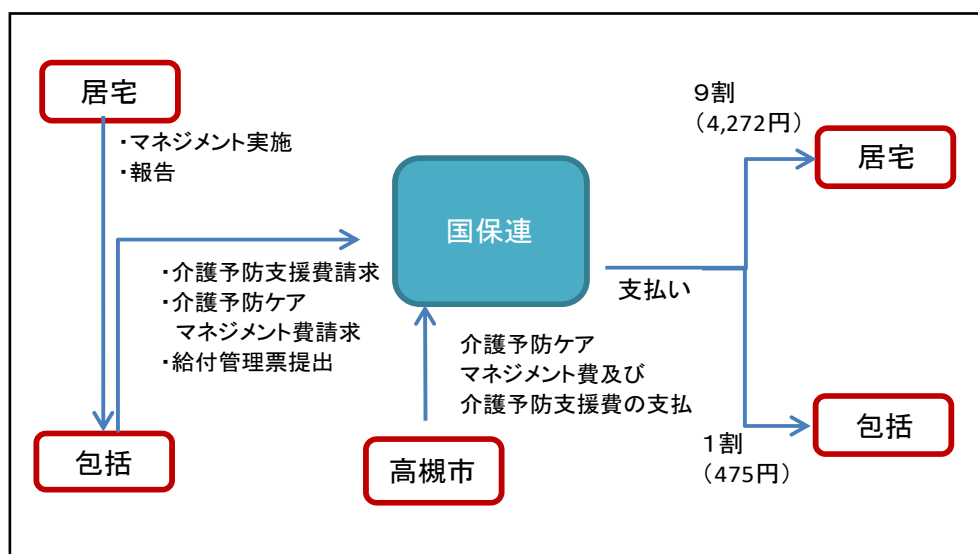 居宅
・マネジメント実施
・報告
・介護予防支援費請求
・介護予防ケア
マネジメント費請求
・給付管理票提出
包括
国保連
介護予防ケア
マネジメント費及び
介護予防支援費の支払
高槻市
支払い
９割
（4,272円）
居宅
１割
（475円）
包括